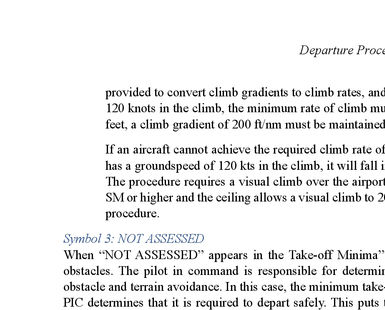 Departure Proce
provided to convert climb gradients to climb rates, and
120 knots in the climb, the minimum rate of climb mu
feet, a climb gradient of 200 ft/nm must be maintained
If an aircraft cannot achieve the required climb rate of
has a groundspeed of 120 kts in the climb, it will fall i
The procedure requires a visual climb over the airport
SM or higher and the ceiling allows a visual climb to 20
procedure.
Symbol 3: NOT ASSESSED
When “NOT ASSESSED” appears in the Take-off Minima”
obstacles. The pilot in command is responsible for determin
obstacle and terrain avoidance. In this case, the minimum take-
PIC determines that it is required to depart safely. This puts t